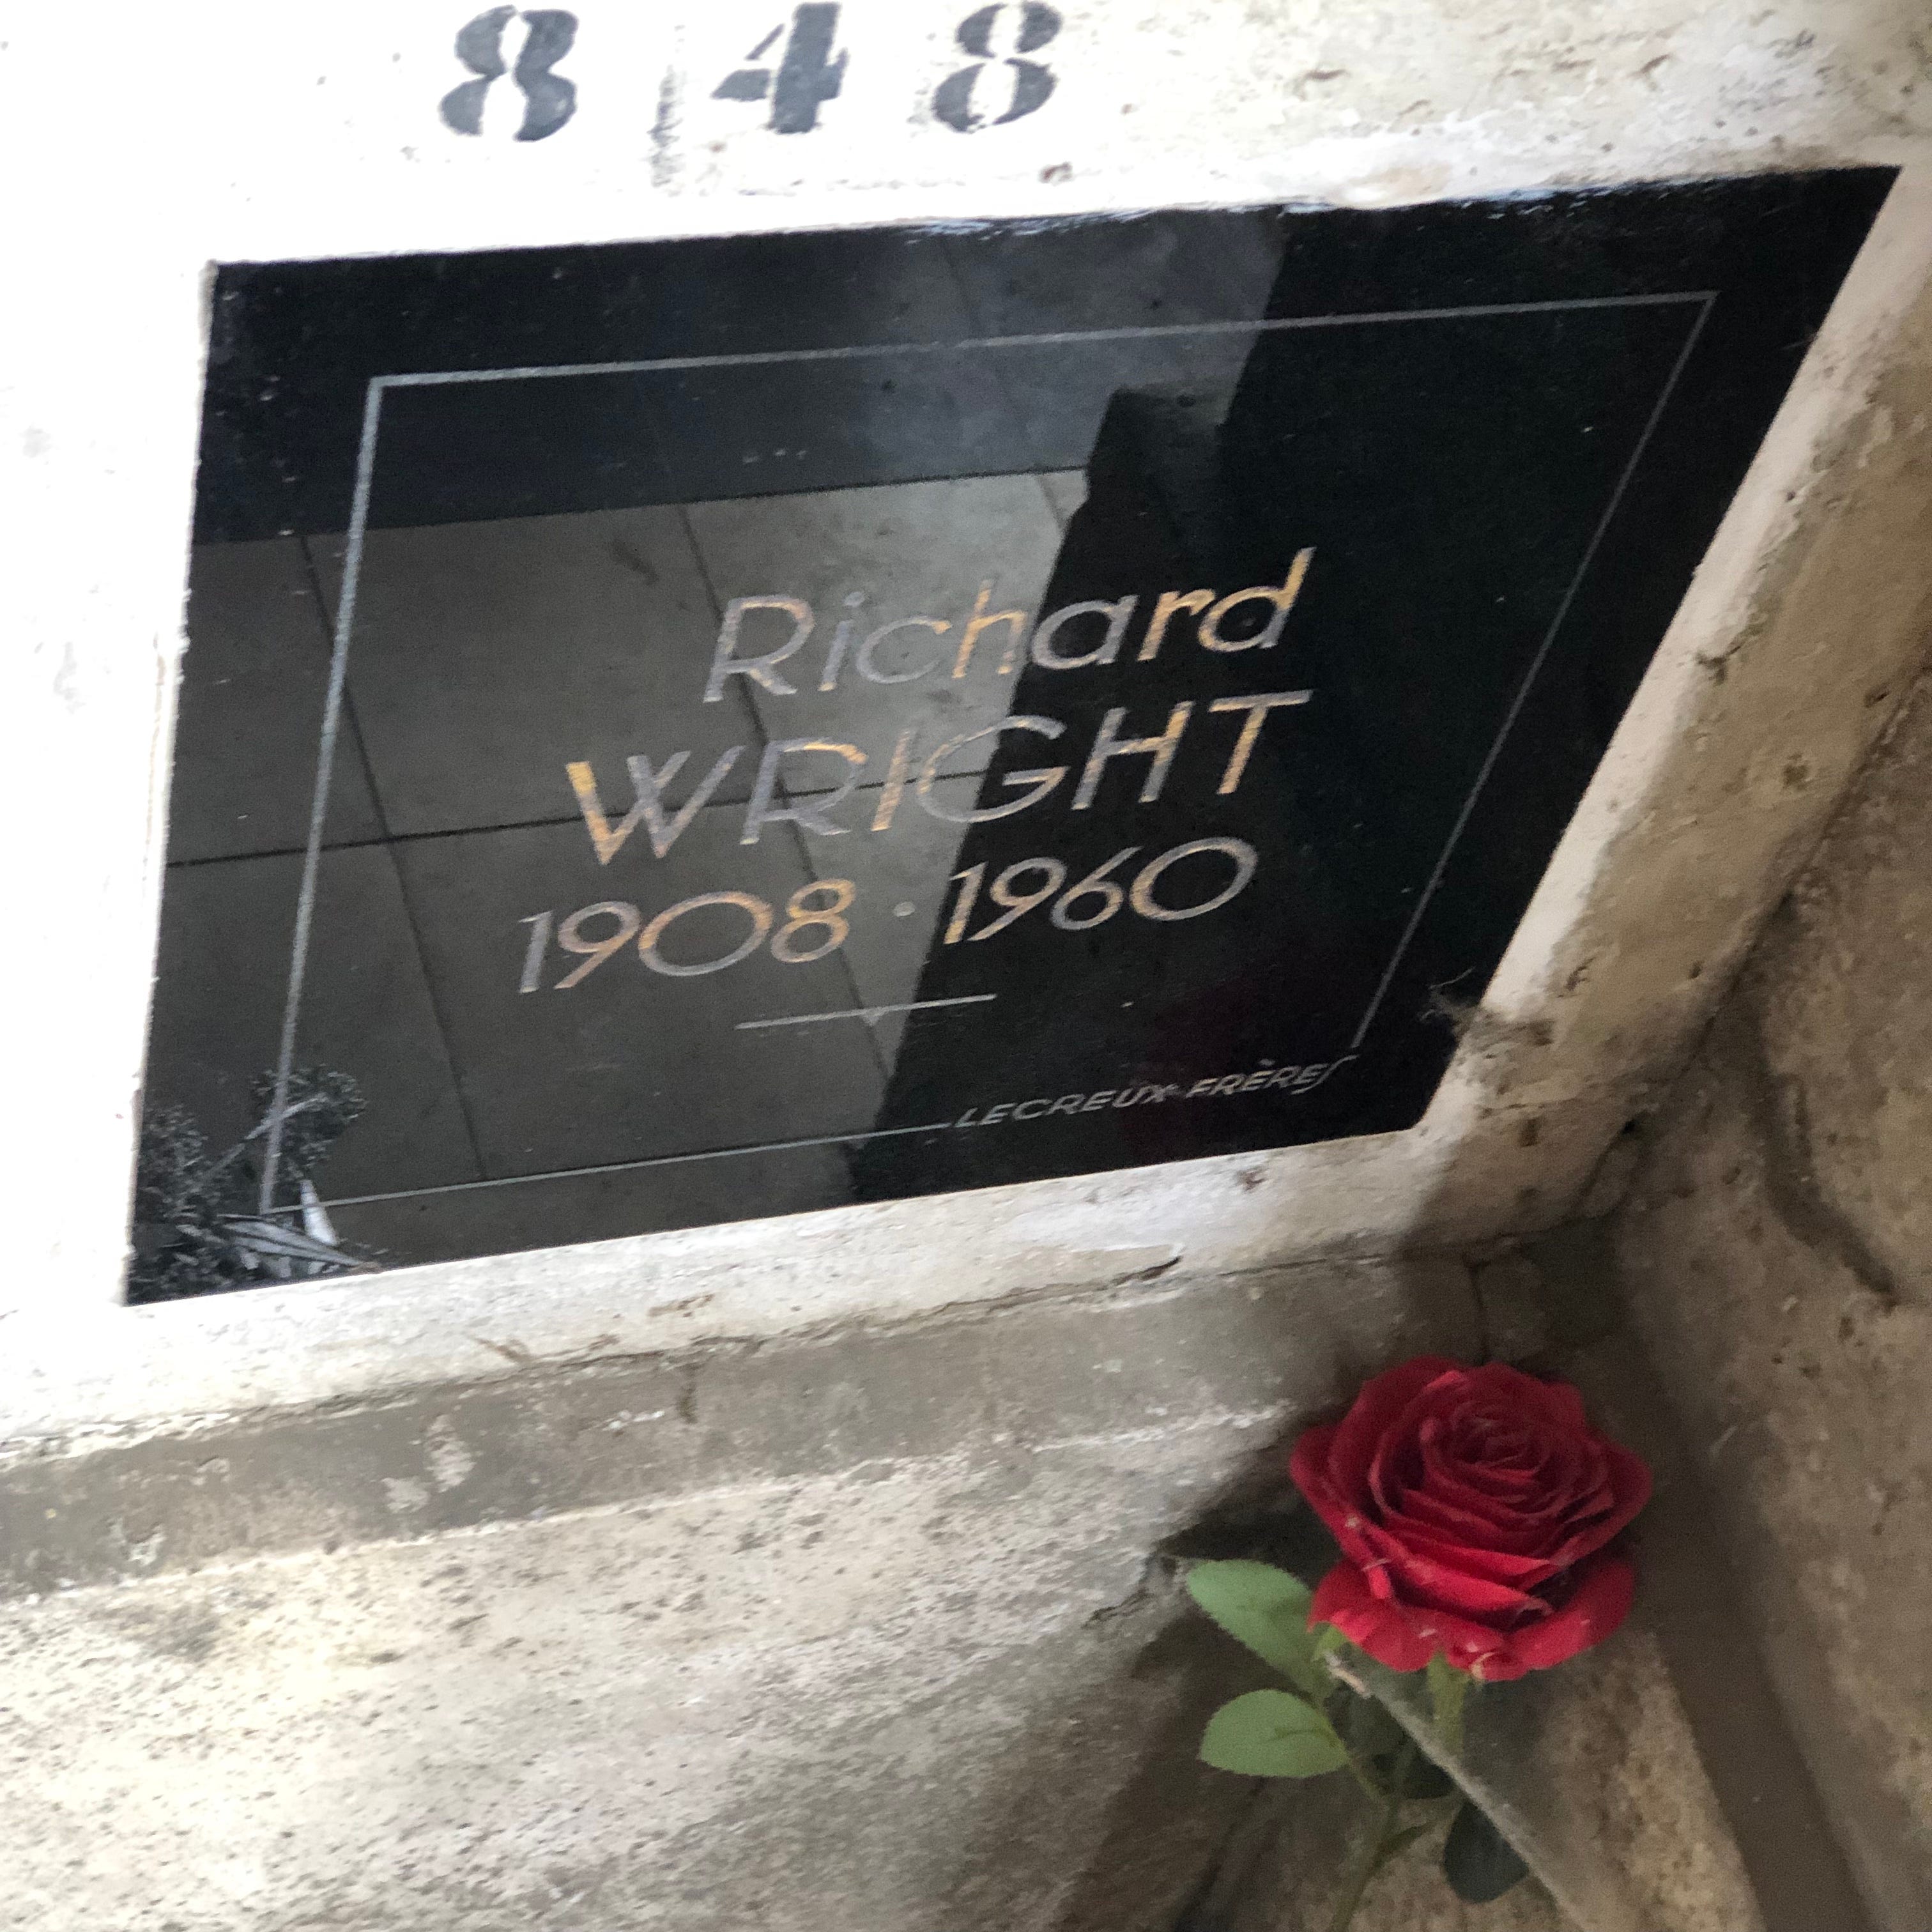 848
Richard
WRIGHT
1908 · 1960
LECREUX FRÈRES